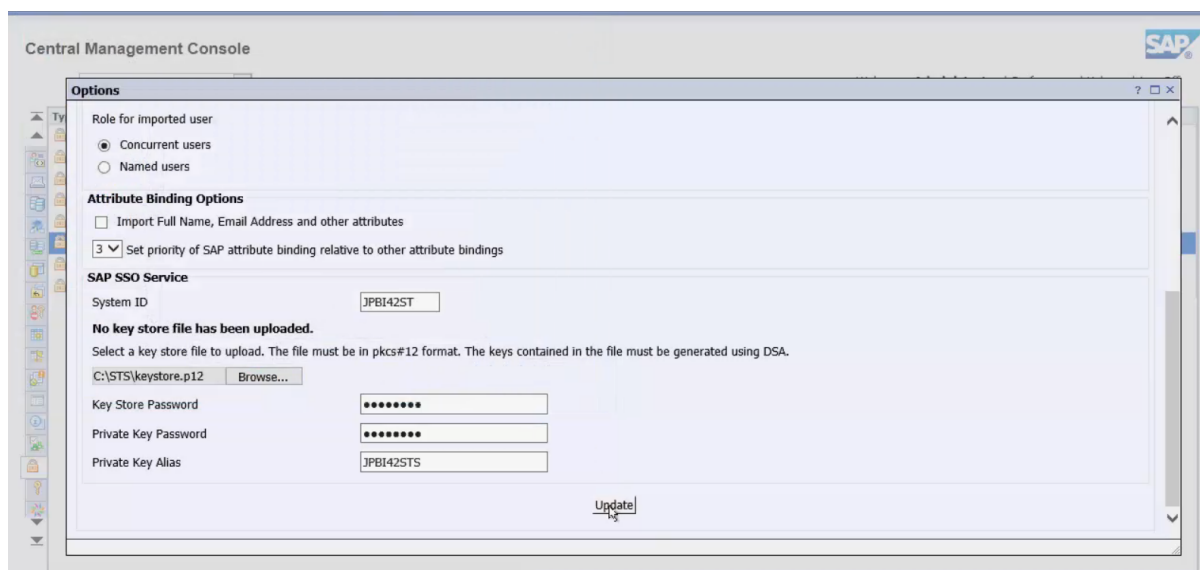 Central Management Console
SAP
Options
? 
Ty
Role for imported user
Concurrent users
Named users
Attribute Binding Options
Import Full Name, Email Address and other attributes
3 Set priority of SAP attribute binding relative to other attribute bindings
SAP SSO Service
System ID JPBI42ST
No key store file has been uploaded.
Select a key store file to upload. The file must be in pkcs#12 format. The keys contained in the file must be generated using DSA.
C:\STS\keystore.p12 Browse...
Key Store Password ●●●●●●●●
Private Key Password ●●●●●●●●
Private Key Alias JPBI42STS
Update